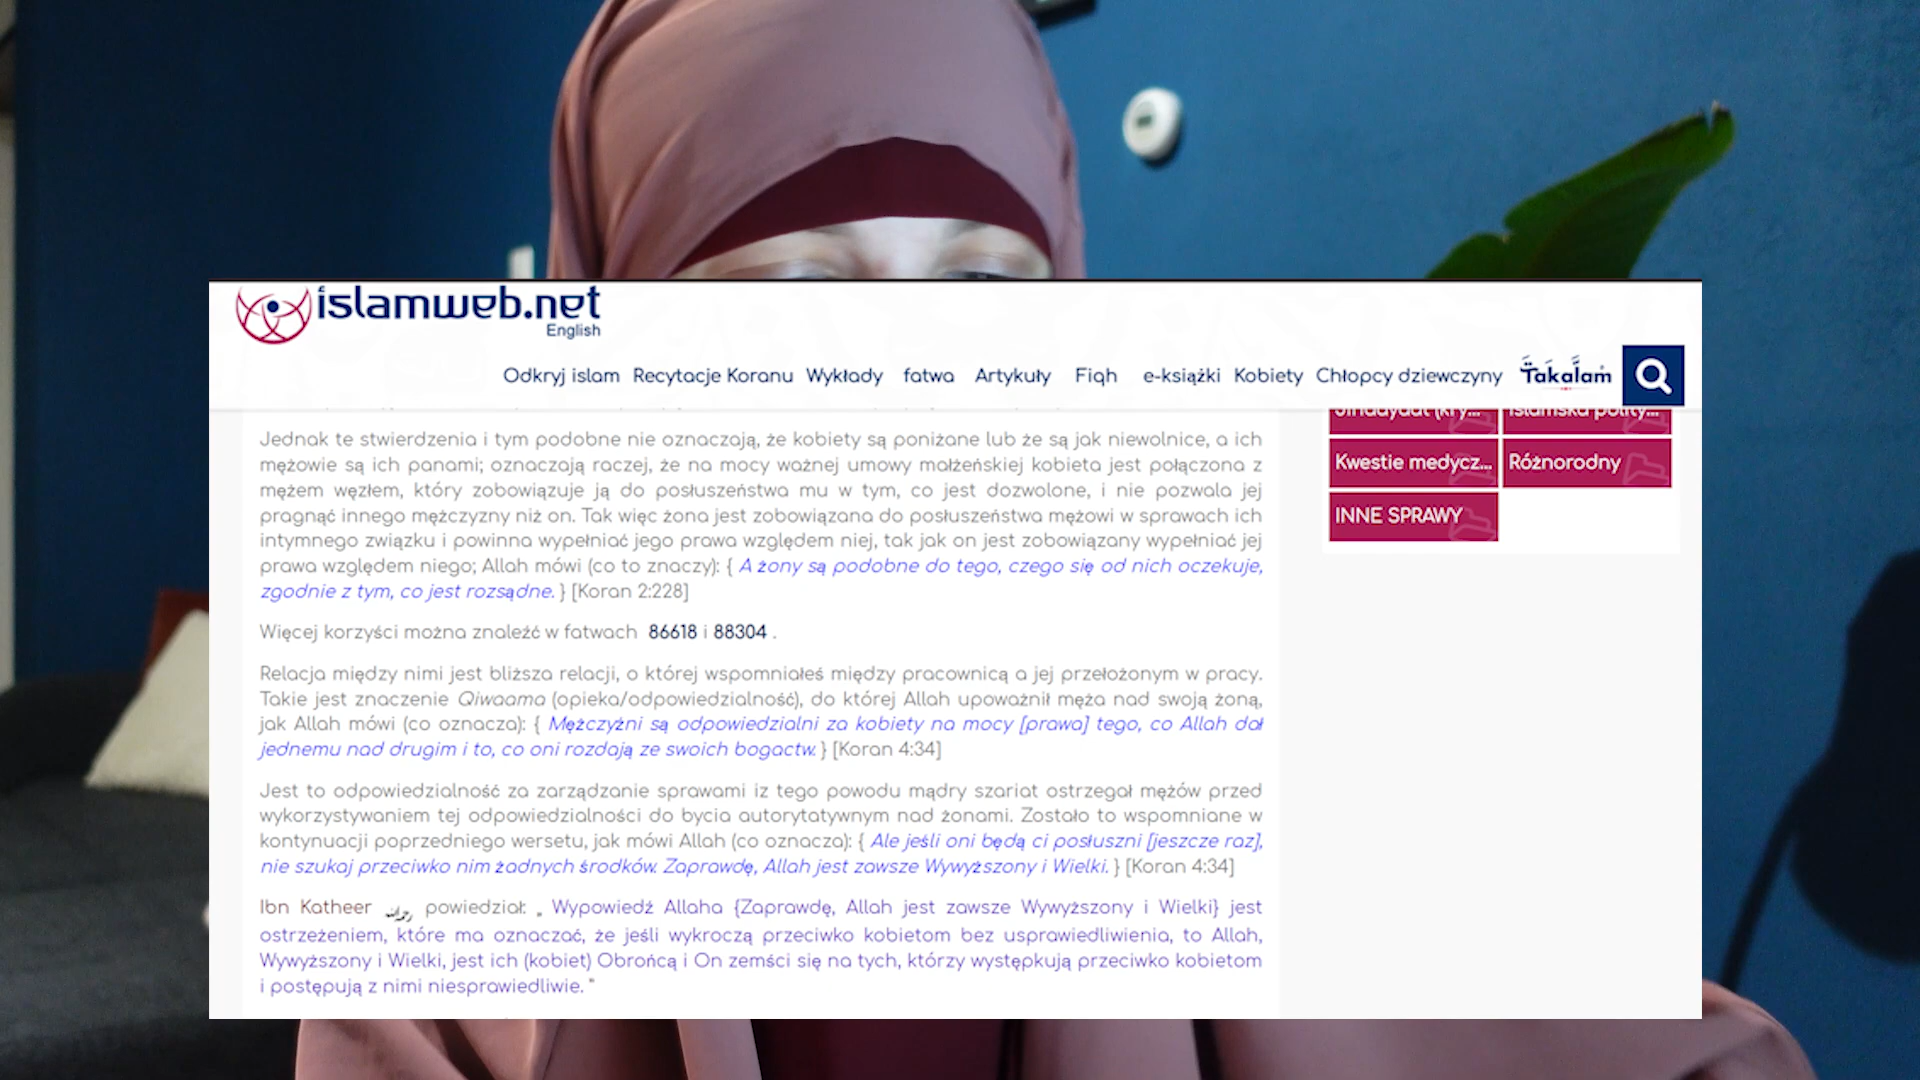 islamweb.net
English
Odkryj islam Recytacje Koranu Wykłady fatwa Artykuły Fiqh e-książki Kobiety Chłopcy dziewczyny Takalam
Jednak te stwierdzenia i tym podobne nie oznaczają, że kobiety są poniżane lub że są jak niewolnice, a ich
mężowie są ich panami; oznaczają raczej, że na mocy ważnej umowy małżeńskiej kobieta jest połączona z
mężem węzłem, który zobowiązuje ją do posłuszeństwa mu w tym, co jest dozwolone, i nie pozwala jej
pragnąć innego mężczyzny niż on. Tak więc żona jest zobowiązana do posłuszeństwa mężowi w sprawach ich
intymnego związku i powinna wypełniać jego prawa względem niej, tak jak on jest zobowiązany wypełniać jej
prawa względem niego; Allah mówi (co to znaczy): { A żony są podobne do tego, czego się od nich oczekuje,
zgodnie z tym, co jest rozsądne. } [Koran 2:228]
Więcej korzyści można znaleźć w fatwach 86618 i 88304 .
Relacja między nimi jest bliższa relacji, o której wspomniałeś między pracownicą a jej przełożonym w pracy.
Takie jest znaczenie Qiwaama (opieka/odpowiedzialność), do której Allah upoważnił męża nad swoją żoną,
jak Allah mówi (co oznacza): { Mężczyźni są odpowiedzialni za kobiety na mocy [prawa] tego, co Allah dał
jednemu nad drugim i to, co oni rozdają ze swoich bogactw. } [Koran 4:34]
Jest to odpowiedzialność za zarządzanie sprawami iz tego powodu mądry szariat ostrzegał mężów przed
wykorzystywaniem tej odpowiedzialności do bycia autorytatywnym nad żonami. Zostało to wspomniane w
kontynuacji poprzedniego wersetu, jak mówi Allah (co oznacza): { Ale jeśli oni będą ci posłuszni [jeszcze raz],
nie szukaj przeciwko nim żadnych środków. Zaprawdę, Allah jest zawsze Wywyższony i Wielki. } [Koran 4:34]
Ibn Katheer powiedział: „ Wypowiedź Allaha {Zaprawdę, Allah jest zawsze Wywyższony i Wielki} jest
ostrzeżeniem, które ma oznaczać, że jeśli wykroczą przeciwko kobietom bez usprawiedliwienia, to Allah,
Wywyższony i Wielki, jest ich (kobiet) Obrońcą i On zemści się na tych, którzy występkują przeciwko kobietom
i postępują z nimi niesprawiedliwie. "
Islamska polity...
Kwestie medycz... Różnorodny
INNE SPRAWY